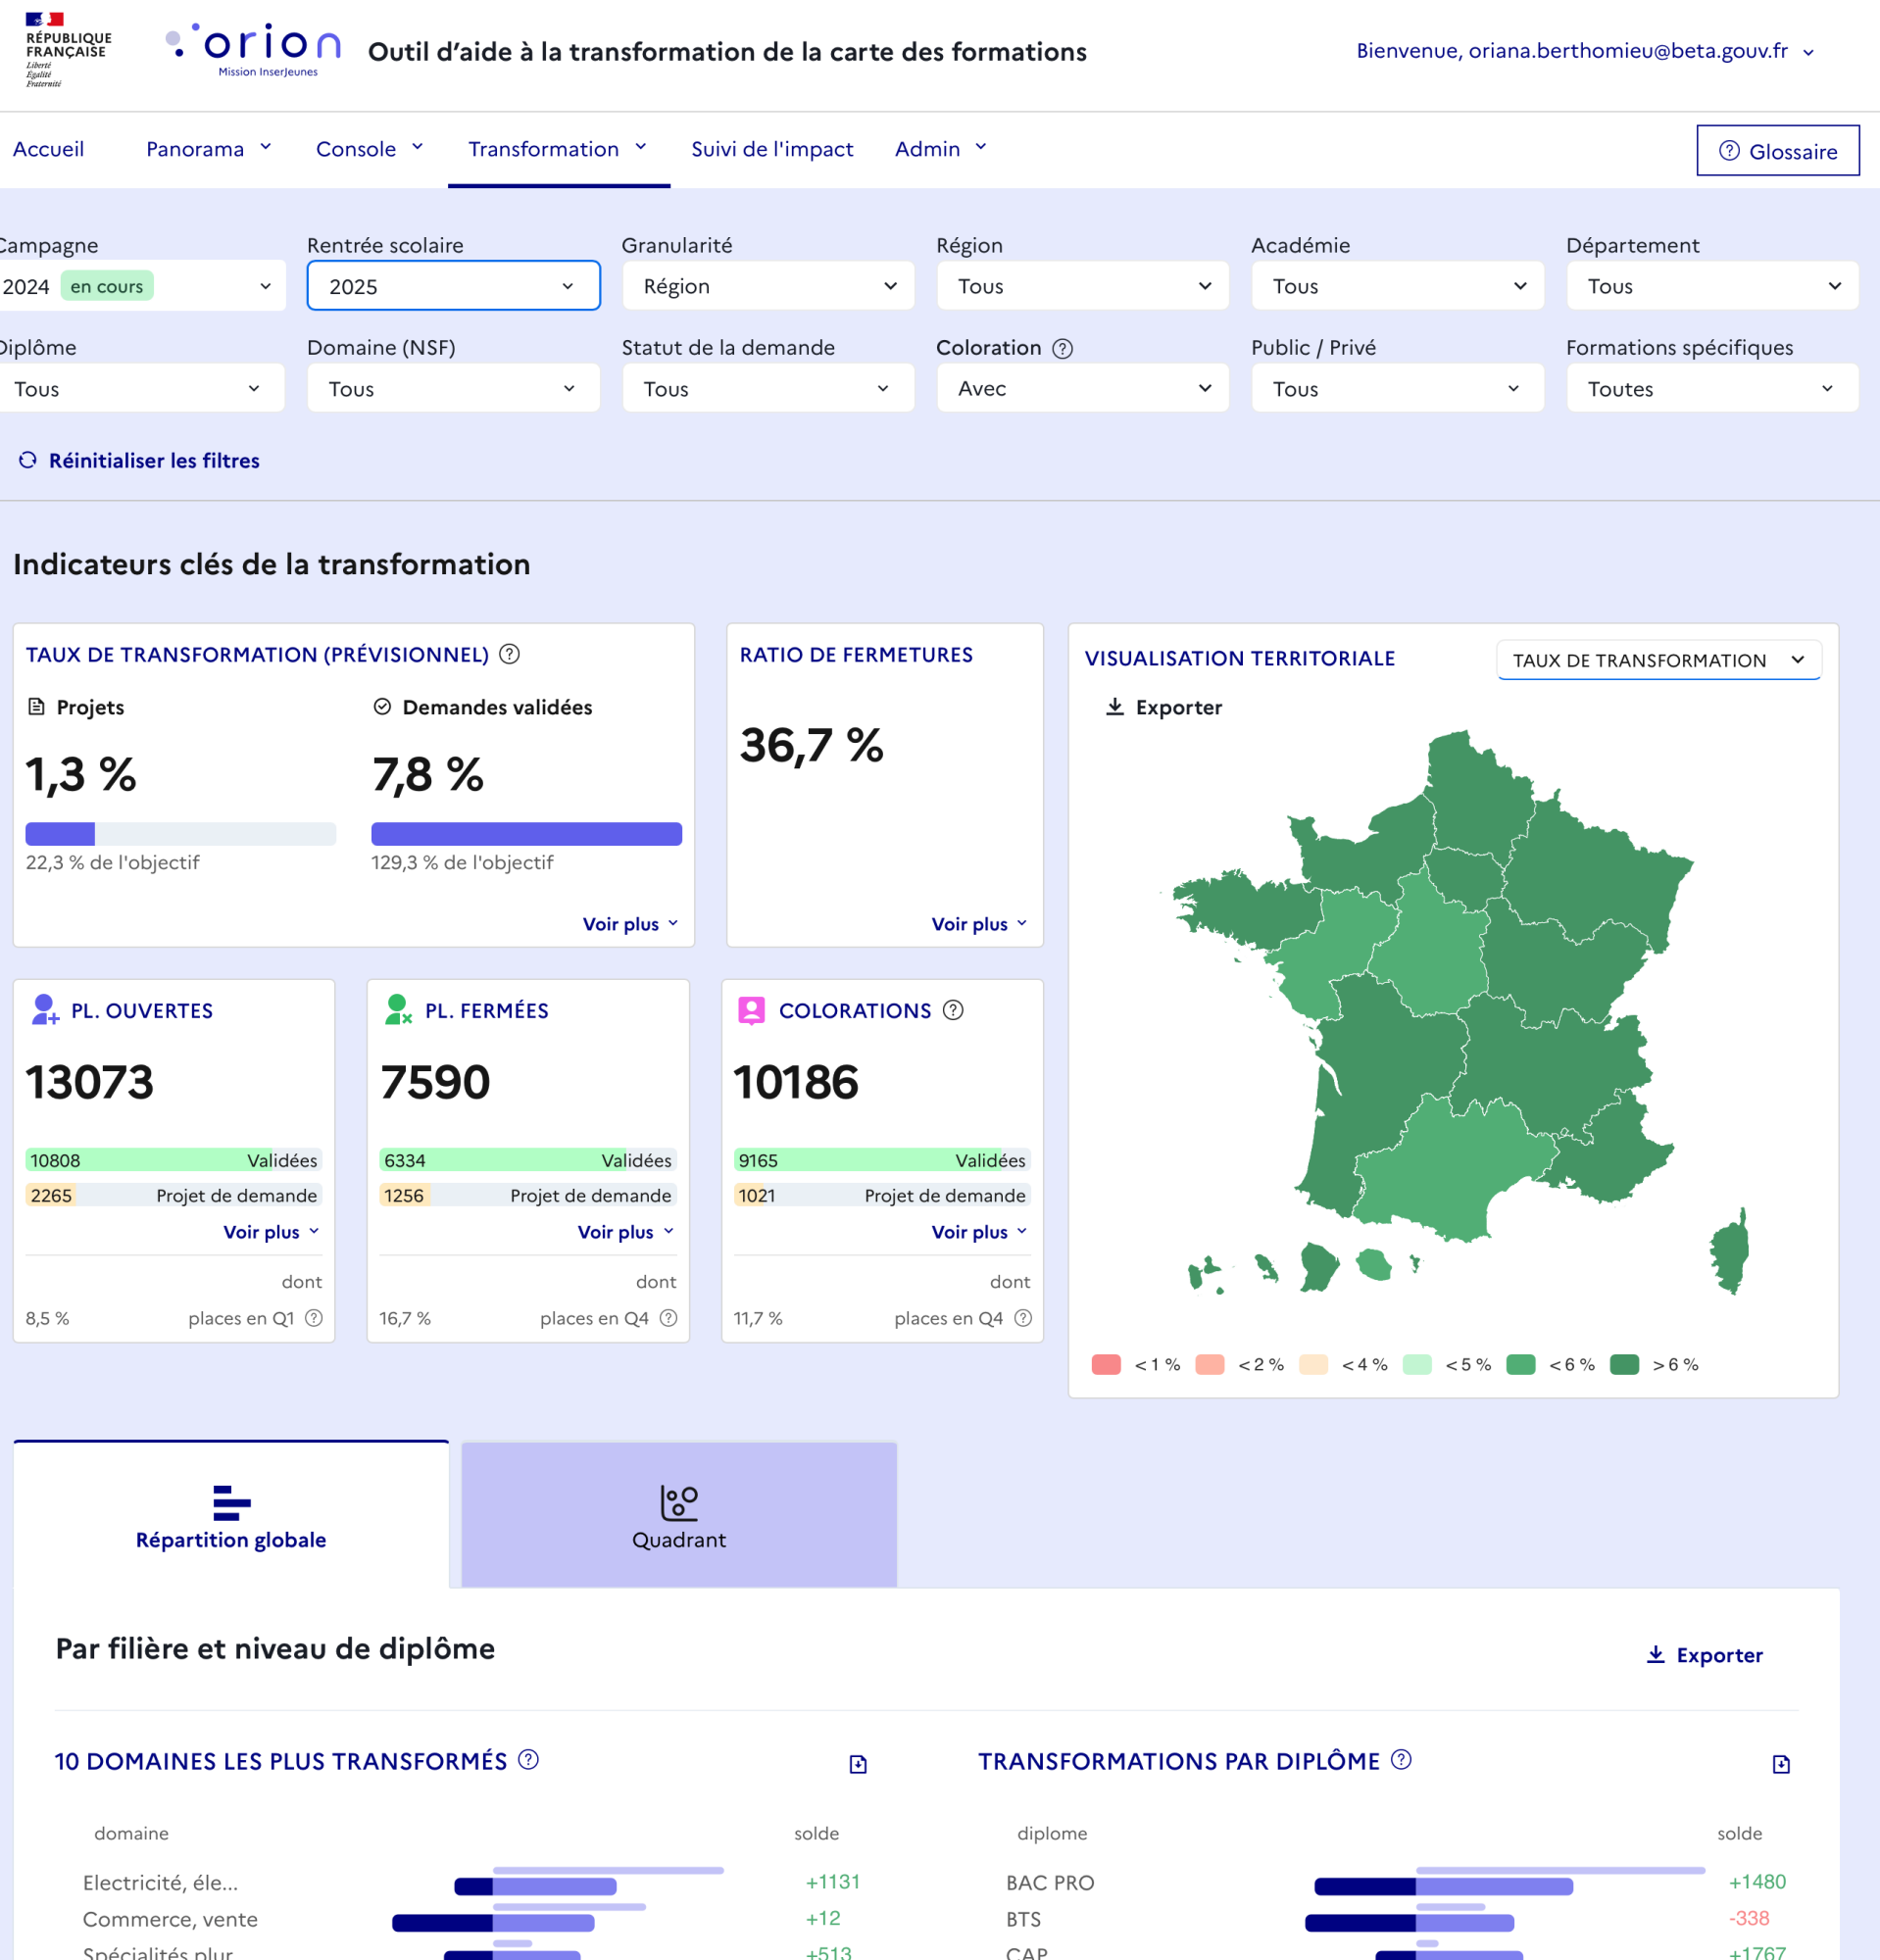 RÉPUBLIQUE
FRANÇAISE
Liberté
Égalité
Fraternité
orion
Mission InserJeunes
Outil d’aide à la transformation de la carte des formations
Bienvenue, oriana.berthomieu@beta.gouv.fr
Accueil Panorama Console Transformation Suivi de l'impact Admin Glossaire
Campagne Rentrée scolaire Granularité Région Académie Département
2024 en cours 2025 Région Tous Tous Tous
Diplôme Domaine (NSF) Statut de la demande Coloration Public / Privé Formations spécifiques
Tous Tous Tous Avec Tous Toutes
Réinitialiser les filtres
Indicateurs clés de la transformation
TAUX DE TRANSFORMATION (PRÉVISIONNEL)
Projets Demandes validées
1,3 % 7,8 %
22,3 % de l'objectif 129,3 % de l'objectif
Voir plus
RATIO DE FERMETURES
36,7 %
Voir plus
VISUALISATION TERRITORIALE TAUX DE TRANSFORMATION
Exporter
< 1 % < 2 % < 4 % < 5 % < 6 % > 6 %
PL. OUVERTES
13073
10808 Validées
2265 Projet de demande
Voir plus
dont
8,5 % places en Q1
PL. FERMÉES
7590
6334 Validées
1256 Projet de demande
Voir plus
dont
16,7 % places en Q4
COLORATIONS
10186
9165 Validées
1021 Projet de demande
Voir plus
dont
11,7 % places en Q4
Répartition globale
Quadrant
Par filière et niveau de diplôme
Exporter
10 DOMAINES LES PLUS TRANSFORMÉS
domaine solde
Electricité, éle... +1131
Commerce, vente +12
Spécialités plur +513
TRANSFORMATIONS PAR DIPLÔME
diplome solde
BAC PRO +1480
BTS -338
CAP +1767